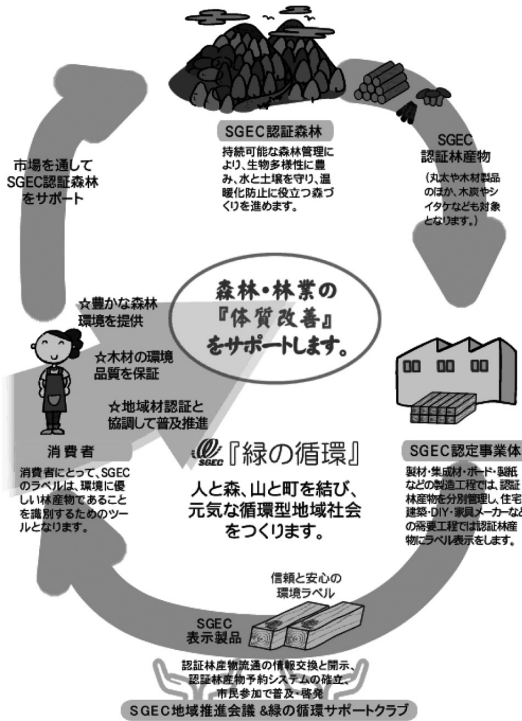 SGEC認証森林
持続可能な森林管理に
より、生物多様性に豊
み、水と土壌を守り、温
暖化防止に役立つ森づ
くりを進めます。
SGEC
認証林産物
(丸太や木材製品
のほか、木炭やシ
イタケなども対象
となります。)
市場を通して
SGEC認証森林
をサポート
森林・林業の
『体質改善』
をサポートします。
☆豊かな森林
環境を提供
☆木材の環境
品質を保証
☆地域材認証と
協調して普及推進
消費者
消費者にとって、SGEC
のラベルは、環境に優
しい林産物であること
を識別するためのツー
ルとなります。
SGEC
『緑の循環』
人と森、山と町を結び、
元気な循環型地域社会
をつくります。
SGEC認定事業体
製材・集成材・ボード・製紙
などの製造工程では、認証
林産物を分別管理し、住宅
建築・DIY・家具メーカーなど
の需要工程では認証林産
物にラベル表示をします。
信頼と安心の
環境ラベル
SGEC
表示製品
認証林産物流通の情報交換と開示、
認証林産物予約システムの確立、
市民参加で普及・啓発
SGEC地域推進会議&緑の循環サポートクラブ